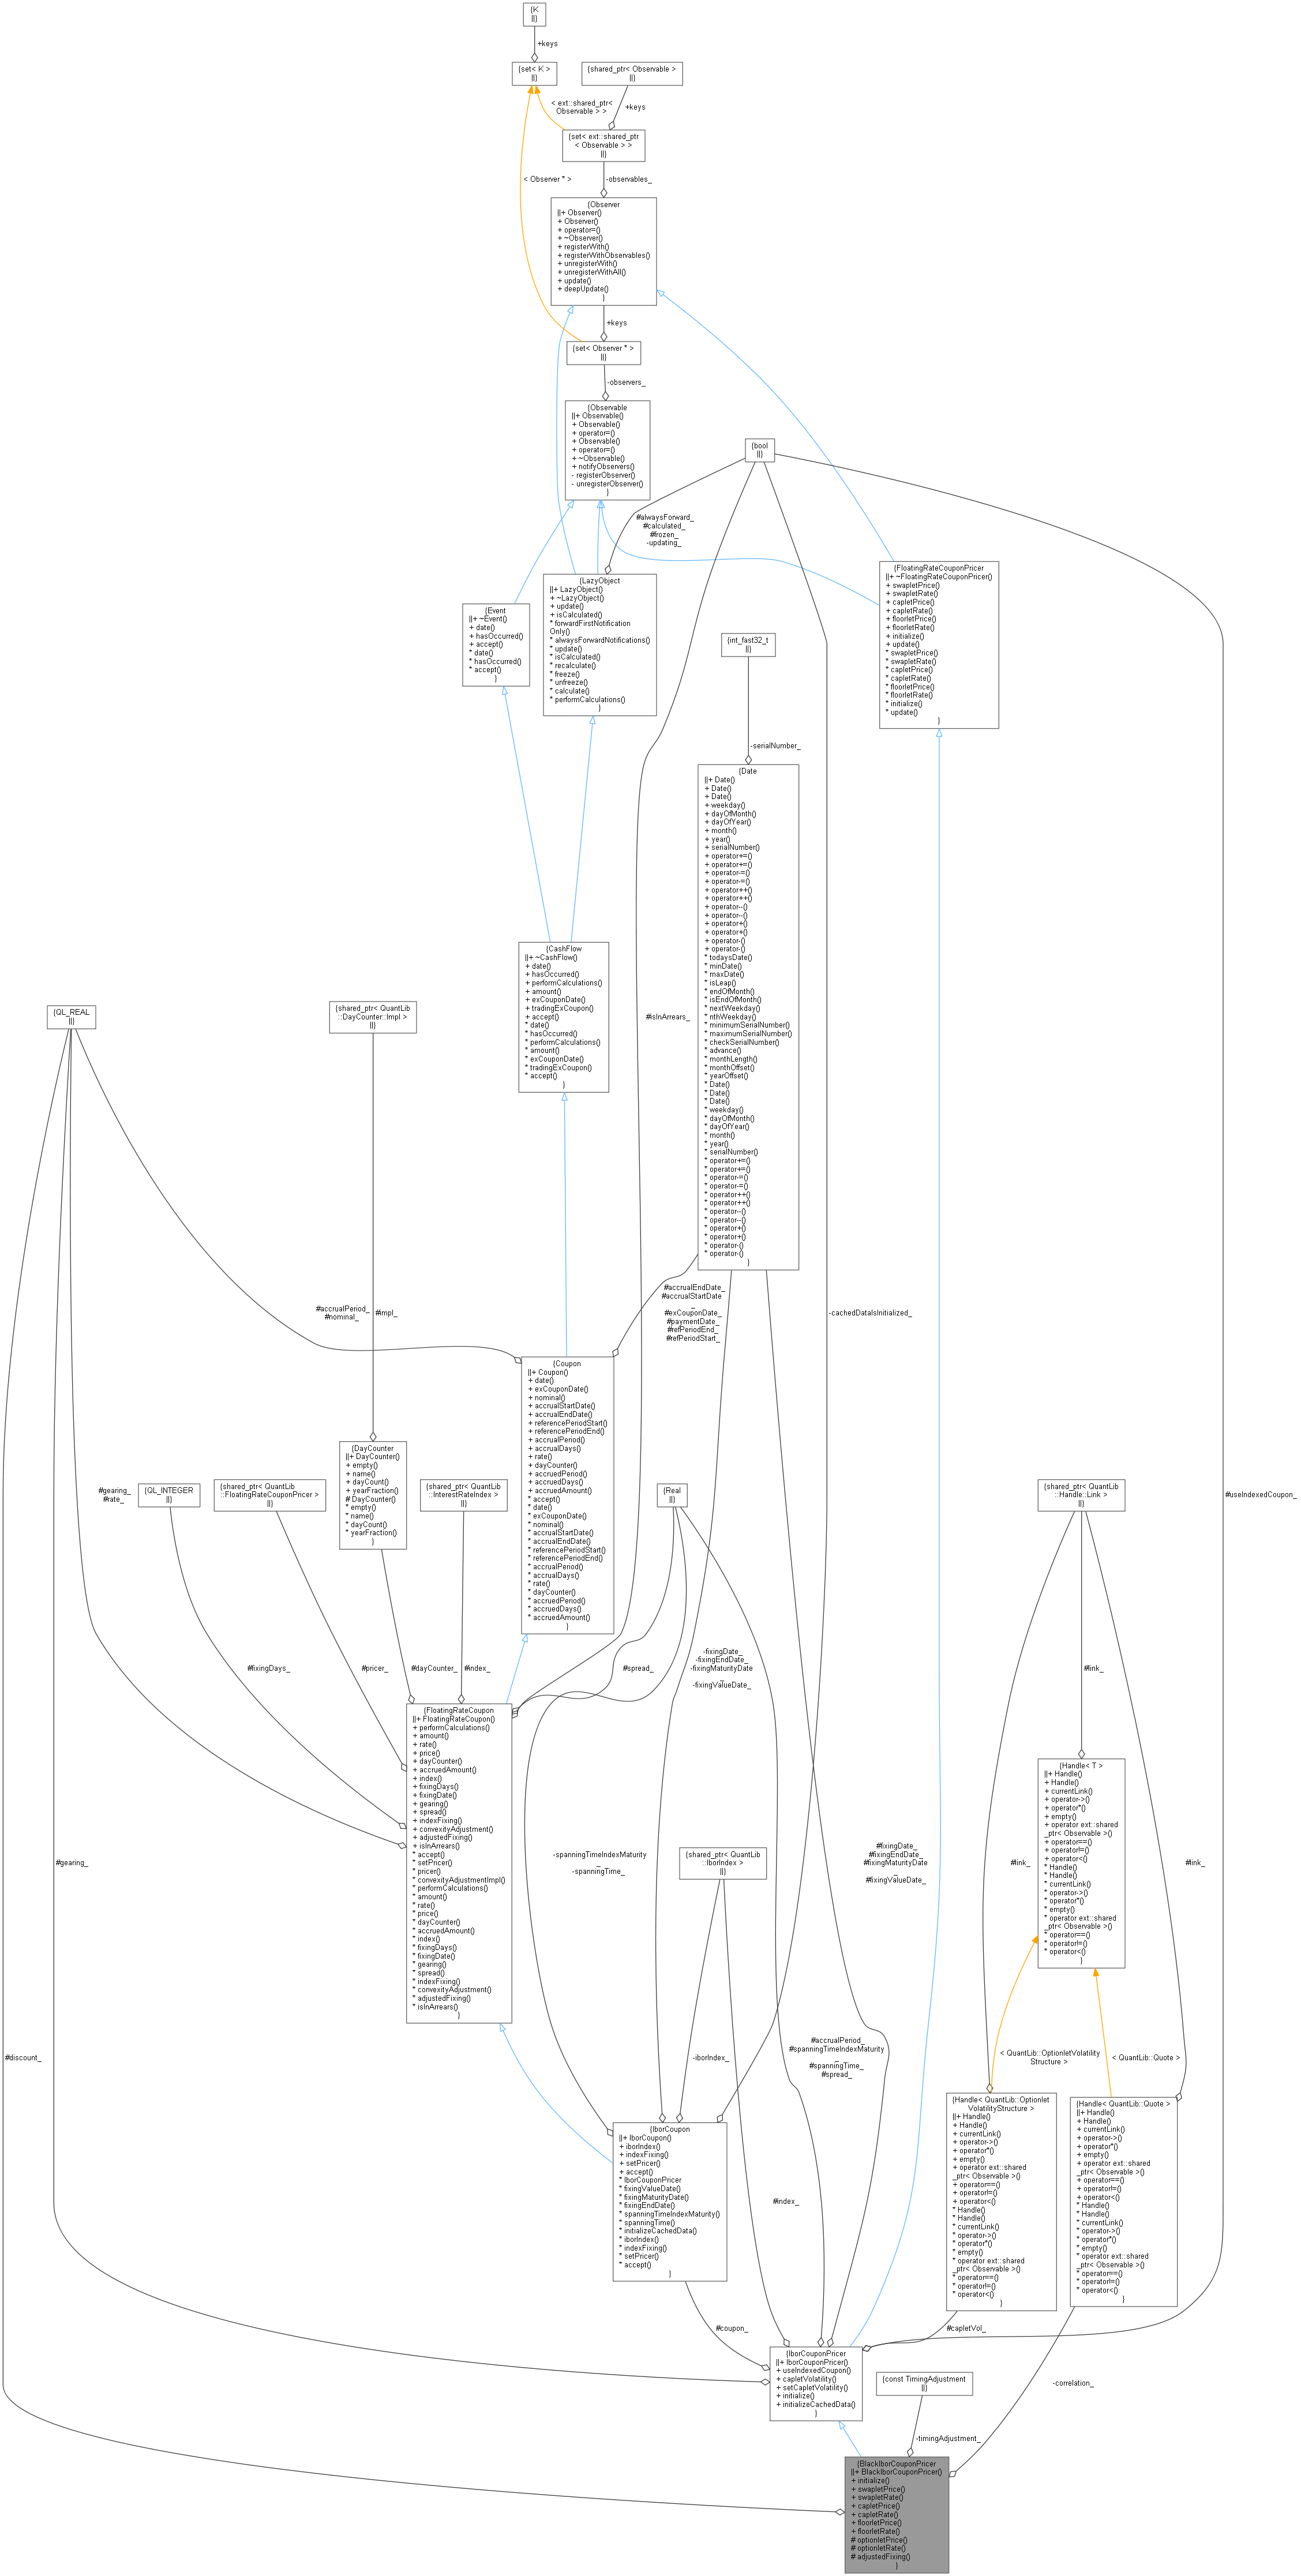 {K
||}
+keys
{set< K >
||}
{shared_ptr< Observable >
||}
< ext::shared_ptr<
Observable > >
+keys
{set< ext::shared_ptr
< Observable > >
||}
< Observer * >
-observables_
{Observer
||+ Observer()
+ Observer()
+ operator=()
+ ~Observer()
+ registerWith()
+ registerWithObservables()
+ unregisterWith()
+ unregisterWithAll()
+ update()
+ deepUpdate()
}
+keys
{set< Observer * >
||}
-observers_
{Observable
||+ Observable()
+ Observable()
+ operator=()
+ Observable()
+ operator=()
+ ~Observable()
+ notifyObservers()
- registerObserver()
- unregisterObserver()
}
{bool
||}
#alwaysForward_
#calculated_
#frozen_
-updating_
{FloatingRateCouponPricer
||+ ~FloatingRateCouponPricer()
+ swapletPrice()
+ swapletRate()
+ capletPrice()
+ capletRate()
+ floorletPrice()
+ floorletRate()
+ initialize()
+ update()
* swapletPrice()
* swapletRate()
* capletPrice()
* capletRate()
* floorletPrice()
* floorletRate()
* initialize()
* update()
}
{LazyObject
||+ LazyObject()
+ ~LazyObject()
+ update()
+ isCalculated()
* forwardFirstNotification
Only()
* alwaysForwardNotifications()
* update()
* isCalculated()
* recalculate()
* freeze()
* unfreeze()
* calculate()
* performCalculations()
}
{Event
||+ ~Event()
+ date()
+ hasOccurred()
+ accept()
* date()
* hasOccurred()
* accept()
}
{int_fast32_t
||}
-serialNumber_
{Date
||+ Date()
+ Date()
+ Date()
+ weekday()
+ dayOfMonth()
+ dayOfYear()
+ month()
+ year()
+ serialNumber()
+ operator+=()
+ operator+=()
+ operator-=()
+ operator-=()
+ operator++()
+ operator++()
+ operator--()
+ operator--()
+ operator+()
+ operator+()
+ operator-()
+ operator-()
* todaysDate()
* minDate()
* maxDate()
* isLeap()
* endOfMonth()
* isEndOfMonth()
* nextWeekday()
* nthWeekday()
* minimumSerialNumber()
* maximumSerialNumber()
* checkSerialNumber()
* advance()
* monthLength()
* monthOffset()
* yearOffset()
* Date()
* Date()
* Date()
* weekday()
* dayOfMonth()
* dayOfYear()
* month()
* year()
* serialNumber()
* operator+=()
* operator+=()
* operator-=()
* operator-=()
* operator++()
* operator++()
* operator--()
* operator--()
* operator+()
* operator+()
* operator-()
* operator-()
}
{CashFlow
||+ ~CashFlow()
+ date()
+ hasOccurred()
+ performCalculations()
+ amount()
+ exCouponDate()
+ tradingExCoupon()
+ accept()
* date()
* hasOccurred()
* performCalculations()
* amount()
* exCouponDate()
* tradingExCoupon()
* accept()
}
{QL_REAL
||}
{shared_ptr< QuantLib
::DayCounter::Impl >
||}
#isInArrears_
#accrualPeriod_
#nominal_
#impl_
#accrualEndDate_
#accrualStartDate
_
#exCouponDate_
#paymentDate_
#refPeriodEnd_
#refPeriodStart_
-cachedDataIsInitialized_
{Coupon
||+ Coupon()
+ date()
+ exCouponDate()
+ nominal()
+ accrualStartDate()
+ accrualEndDate()
+ referencePeriodStart()
+ referencePeriodEnd()
+ accrualPeriod()
+ accrualDays()
+ rate()
+ dayCounter()
+ accruedPeriod()
+ accruedDays()
+ accruedAmount()
* accept()
* date()
* exCouponDate()
* nominal()
* accrualStartDate()
* accrualEndDate()
* referencePeriodStart()
* referencePeriodEnd()
* accrualPeriod()
* accrualDays()
* rate()
* dayCounter()
* accruedPeriod()
* accruedDays()
* accruedAmount()
}
{DayCounter
||+ DayCounter()
+ empty()
+ name()
+ dayCount()
+ yearFraction()
# DayCounter()
* empty()
* name()
* dayCount()
* yearFraction()
}
#gearing_
#rate_
{QL_INTEGER
||}
{shared_ptr< QuantLib
::FloatingRateCouponPricer >
||}
{shared_ptr< QuantLib
::InterestRateIndex >
||}
{Real
||}
{shared_ptr< QuantLib
::Handle::Link >
||}
#useIndexedCoupon_
#fixingDays_
#pricer_
#dayCounter_
#index_
#spread_
-fixingDate_
-fixingEndDate_
-fixingMaturityDate
_
-fixingValueDate_
#link_
{FloatingRateCoupon
||+ FloatingRateCoupon()
+ performCalculations()
+ amount()
+ rate()
+ price()
+ dayCounter()
+ accruedAmount()
+ index()
+ fixingDays()
+ fixingDate()
+ gearing()
+ spread()
+ indexFixing()
+ convexityAdjustment()
+ adjustedFixing()
+ isInArrears()
* accept()
* setPricer()
* pricer()
* convexityAdjustmentImpl()
* performCalculations()
* amount()
* rate()
* price()
* dayCounter()
* accruedAmount()
* index()
* fixingDays()
* fixingDate()
* gearing()
* spread()
* indexFixing()
* convexityAdjustment()
* adjustedFixing()
* isInArrears()
}
{Handle< T >
||+ Handle()
+ Handle()
+ currentLink()
+ operator->()
+ operator*()
+ empty()
+ operator ext::shared
_ptr< Observable >()
+ operator==()
+ operator!=()
+ operator<()
* Handle()
* Handle()
* currentLink()
* operator->()
* operator*()
* empty()
* operator ext::shared
_ptr< Observable >()
* operator==()
* operator!=()
* operator<()
}
#gearing_
-spanningTimeIndexMaturity
_
-spanningTime_
{shared_ptr< QuantLib
::IborIndex >
||}
#fixingDate_
#fixingEndDate_
#fixingMaturityDate
_
#fixingValueDate_
#link_
#link_
#discount_
-iborIndex_
#accrualPeriod_
#spanningTimeIndexMaturity
_
#spanningTime_
#spread_
< QuantLib::OptionletVolatility
Structure >
< QuantLib::Quote >
{IborCoupon
||+ IborCoupon()
+ iborIndex()
+ indexFixing()
+ setPricer()
+ accept()
* IborCouponPricer
* fixingValueDate()
* fixingMaturityDate()
* fixingEndDate()
* spanningTimeIndexMaturity()
* spanningTime()
* initializeCachedData()
* iborIndex()
* indexFixing()
* setPricer()
* accept()
}
#index_
{Handle< QuantLib::Optionlet
VolatilityStructure >
||+ Handle()
+ Handle()
+ currentLink()
+ operator->()
+ operator*()
+ empty()
+ operator ext::shared
_ptr< Observable >()
+ operator==()
+ operator!=()
+ operator<()
* Handle()
* Handle()
* currentLink()
* operator->()
* operator*()
* empty()
* operator ext::shared
_ptr< Observable >()
* operator==()
* operator!=()
* operator<()
}
{Handle< QuantLib::Quote >
||+ Handle()
+ Handle()
+ currentLink()
+ operator->()
+ operator*()
+ empty()
+ operator ext::shared
_ptr< Observable >()
+ operator==()
+ operator!=()
+ operator<()
* Handle()
* Handle()
* currentLink()
* operator->()
* operator*()
* empty()
* operator ext::shared
_ptr< Observable >()
* operator==()
* operator!=()
* operator<()
}
#coupon_
#capletVol_
{IborCouponPricer
||+ IborCouponPricer()
+ useIndexedCoupon()
+ capletVolatility()
+ setCapletVolatility()
+ initialize()
+ initializeCachedData()
}
{const TimingAdjustment
||}
-correlation_
-timingAdjustment_
{BlackIborCouponPricer
||+ BlackIborCouponPricer()
+ initialize()
+ swapletPrice()
+ swapletRate()
+ capletPrice()
+ capletRate()
+ floorletPrice()
+ floorletRate()
# optionletPrice()
# optionletRate()
# adjustedFixing()
}